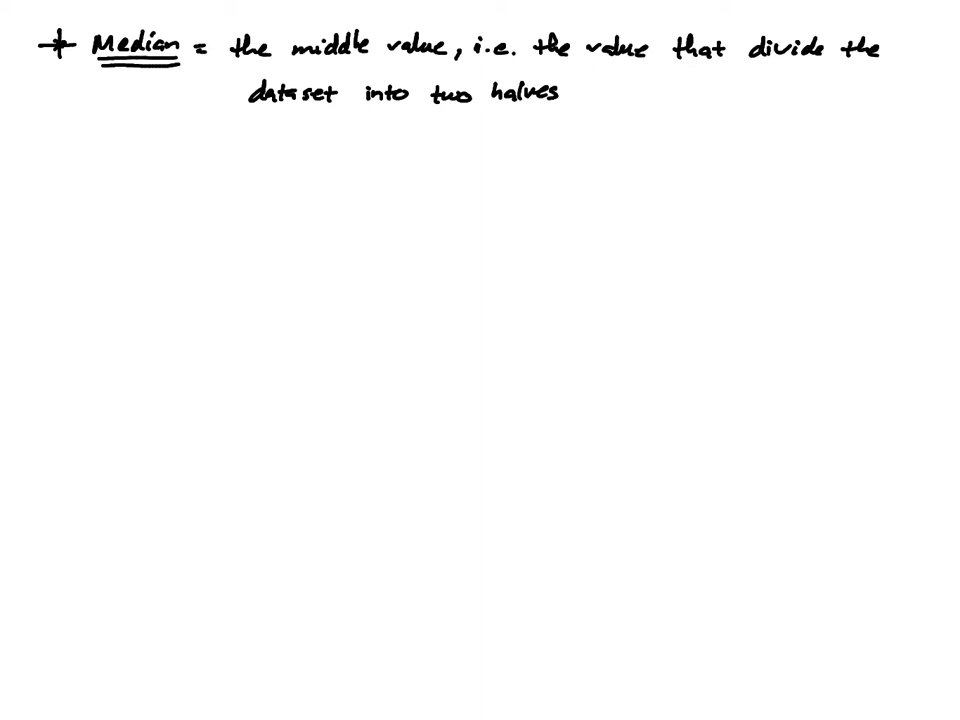 → Median = the middle value, i.e. the value that divide the
dataset into two halves